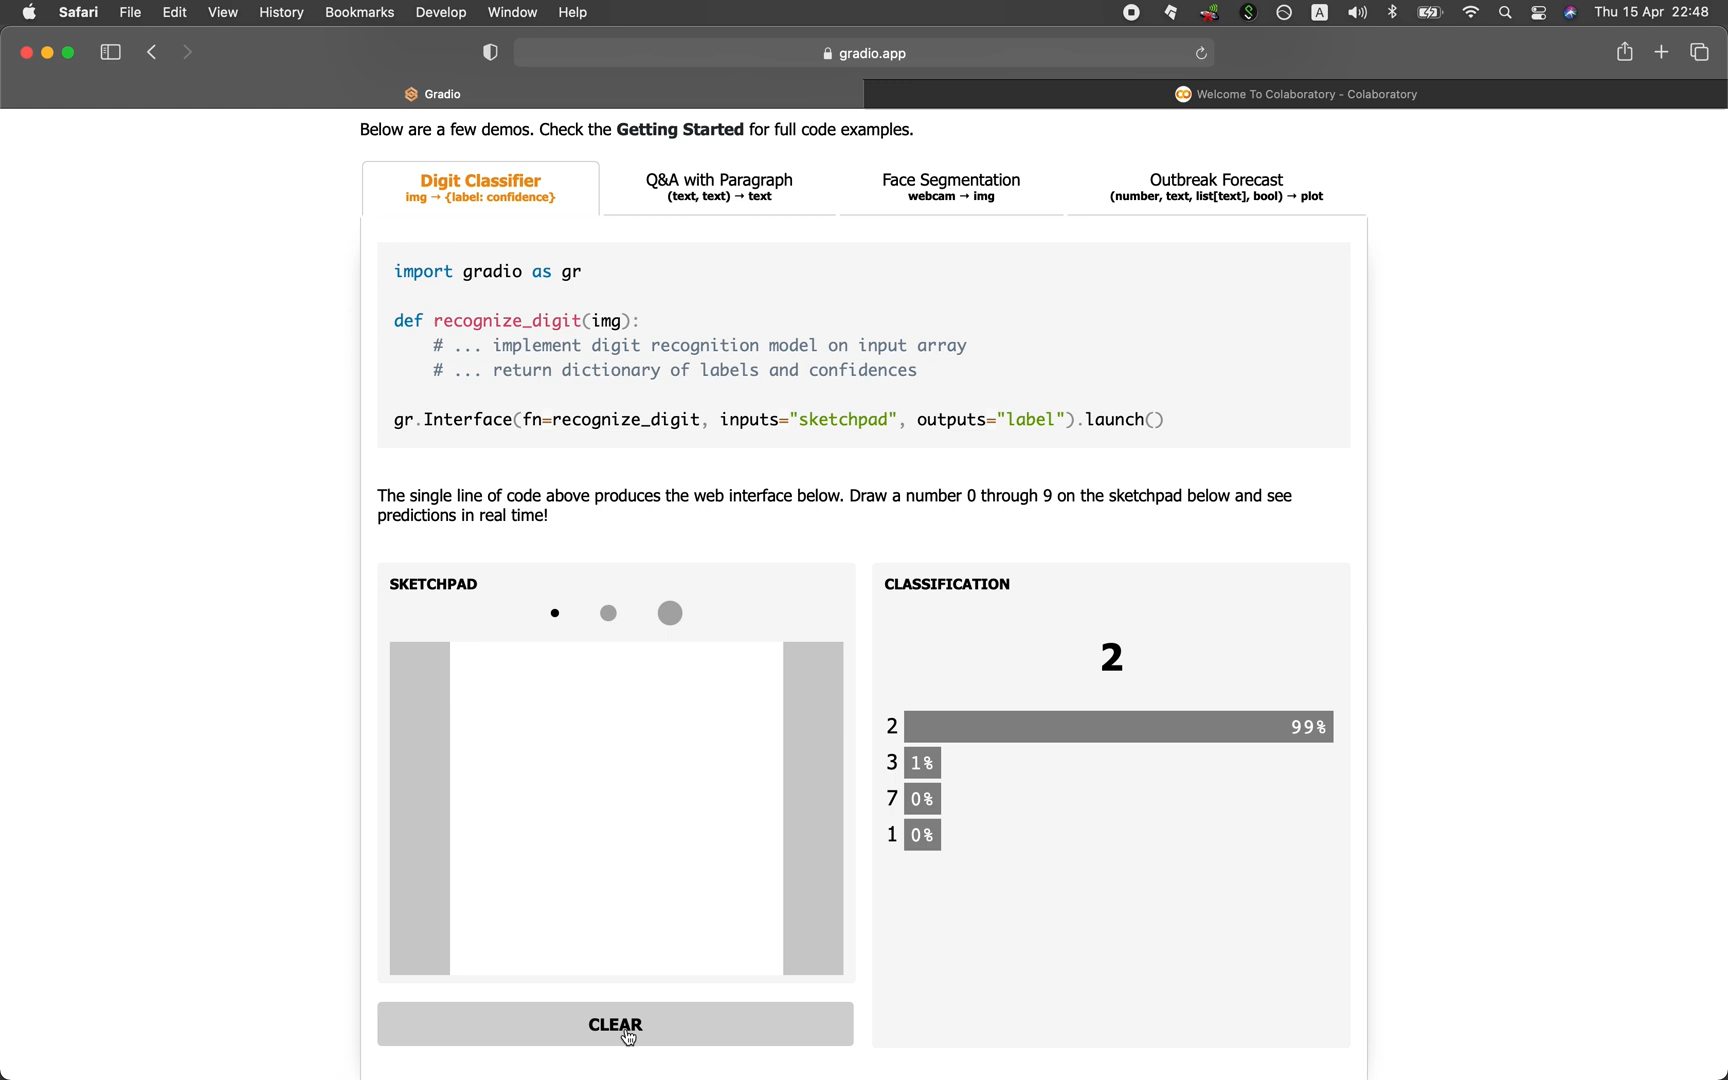 Safari File Edit View History Bookmarks Develop Window Help A Thu 15 Apr 22:48
gradio.app
Gradio
Welcome To Colaboratory - Colaboratory
Below are a few demos. Check the Getting Started for full code examples.
Digit Classifier
img → {label: confidence}
Q&A with Paragraph
(text, text) → text
Face Segmentation
webcam → img
Outbreak Forecast
(number, text, list[text], bool) → plot
import gradio as gr
def recognize_digit(img):
# ... implement digit recognition model on input array
# ... return dictionary of labels and confidences
gr.Interface(fn=recognize_digit, inputs="sketchpad", outputs="label").launch()
The single line of code above produces the web interface below. Draw a number 0 through 9 on the sketchpad below and see
predictions in real time!
SKETCHPAD
CLEAR
CLASSIFICATION
2
2 99%
3 1%
7 0%
1 0%